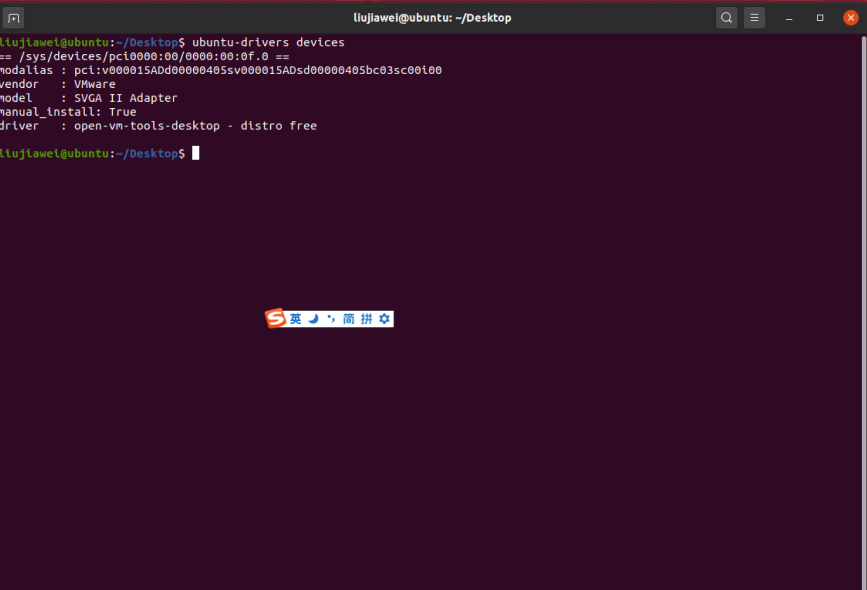 liujiawei@ubuntu: ~/Desktop
liujiawei@ubuntu:~/Desktop$ ubuntu-drivers devices
== /sys/devices/pci0000:00/0000:00:0f.0 ==
modalias : pci:v000015ADd00000405sv000015ADsd00000405bc03sc00i00
vendor   : VMware
model    : SVGA II Adapter
manual_install: True
driver   : open-vm-tools-desktop - distro free
liujiawei@ubuntu:~/Desktop$
英 简 拼